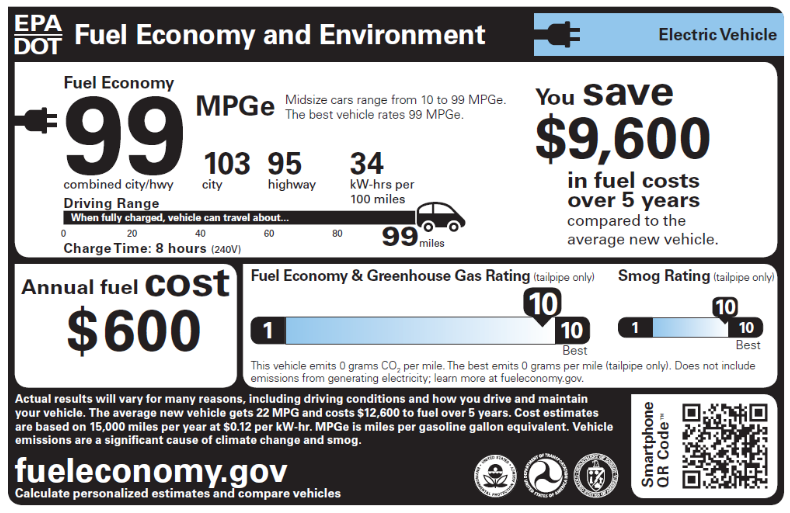 EPA
DOT
Fuel Economy and Environment
Electric Vehicle
Fuel Economy
99
MPGe
Midsize cars range from 10 to 99 MPGe.
The best vehicle rates 99 MPGe.
combined city/hwy
103
city
95
highway
34
kW-hrs per
100 miles
Driving Range
When fully charged, vehicle can travel about...
0 20 40 60 80 99 miles
Charge Time: 8 hours (240V)
You save
$9,600
in fuel costs
over 5 years
compared to the
average new vehicle.
Annual fuel cost
$600
Fuel Economy & Greenhouse Gas Rating (tailpipe only)
10
1 10
Best
Smog Rating (tailpipe only)
10
1 10
Best
This vehicle emits 0 grams CO₂ per mile. The best emits 0 grams per mile (tailpipe only). Does not include
emissions from generating electricity; learn more at fueleconomy.gov.
Actual results will vary for many reasons, including driving conditions and how you drive and maintain
your vehicle. The average new vehicle gets 22 MPG and costs $12,600 to fuel over 5 years. Cost estimates
are based on 15,000 miles per year at $0.12 per kW-hr. MPGe is miles per gasoline gallon equivalent. Vehicle
emissions are a significant cause of climate change and smog.
fueleconomy.gov
Calculate personalized estimates and compare vehicles
Smartphone
QR Code™